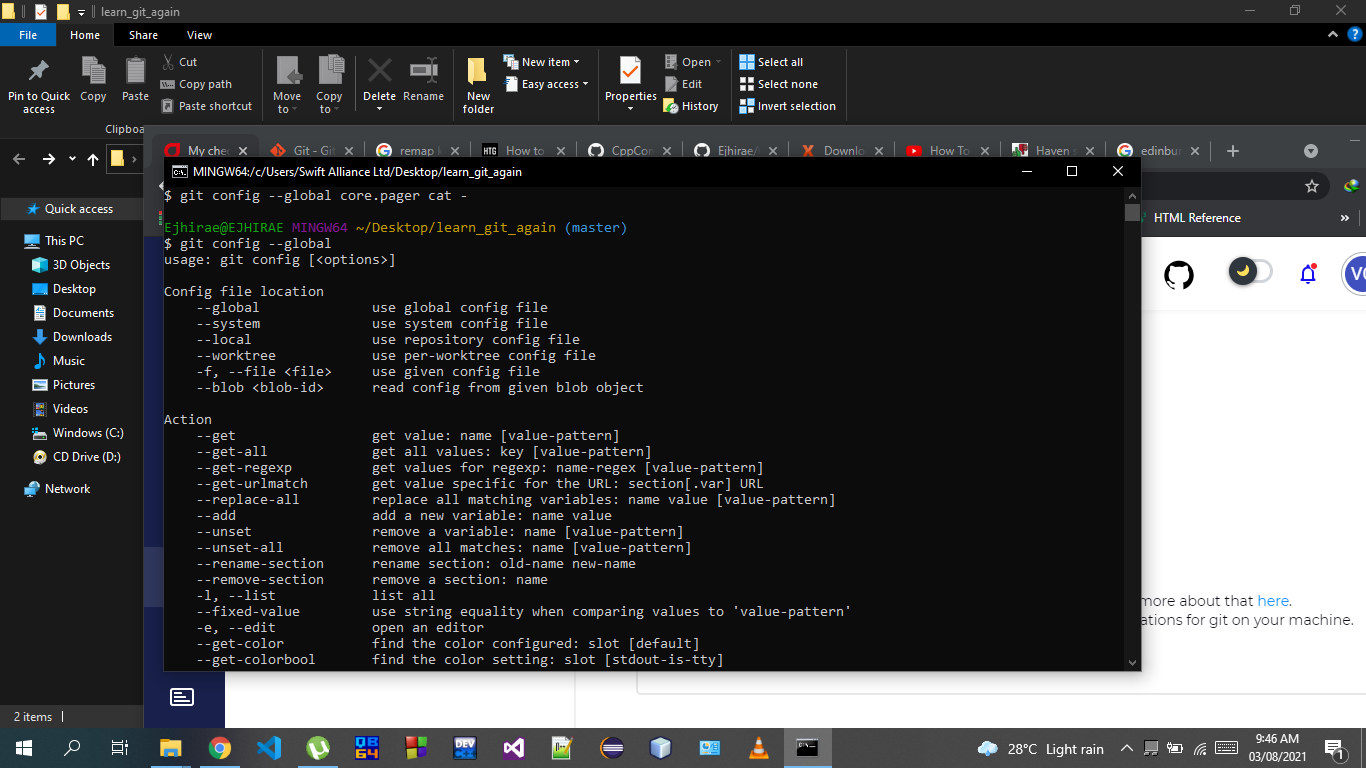 learn_git_again
File Home Share View
Pin to Quick access
Copy
Paste
Cut
Copy path
Paste shortcut
Move to
Copy to
Delete
Rename
New folder
New item
Easy access
Properties
Open
Edit
History
Select all
Select none
Invert selection
Clipboa
My che Git - Git remap k HTG How to CppCon Ejhirae/ Downlo How To Haven edinbur
MINGW64:/c/Users/Swift Alliance Ltd/Desktop/learn_git_again
$ git config --global core.pager cat -
Ejhirae@EJHIRAE MINGW64 ~/Desktop/learn_git_again (master)
$ git config --global
usage: git config [<options>]
Config file location
--global use global config file
--system use system config file
--local use repository config file
--worktree use per-worktree config file
-f, --file <file> use given config file
--blob <blob-id> read config from given blob object
Action
--get get value: name [value-pattern]
--get-all get all values: key [value-pattern]
--get-regexp get values for regexp: name-regex [value-pattern]
--get-urlmatch get value specific for the URL: section[.var] URL
--replace-all replace all matching variables: name value [value-pattern]
--add add a new variable: name value
--unset remove a variable: name [value-pattern]
--unset-all remove all matches: name [value-pattern]
--rename-section rename section: old-name new-name
--remove-section remove a section: name
-l, --list list all
--fixed-value use string equality when comparing values to 'value-pattern'
-e, --edit open an editor
--get-color find the color configured: slot [default]
--get-colorbool find the color setting: slot [stdout-is-tty]
Quick access
This PC
3D Objects
Desktop
Documents
Downloads
Music
Pictures
Videos
Windows (C:)
CD Drive (D:)
Network
2 items
HTML Reference »
VC
more about that here.
ations for git on your machine.
QB64
DEV
28°C Light rain
9:46 AM
03/08/2021
1